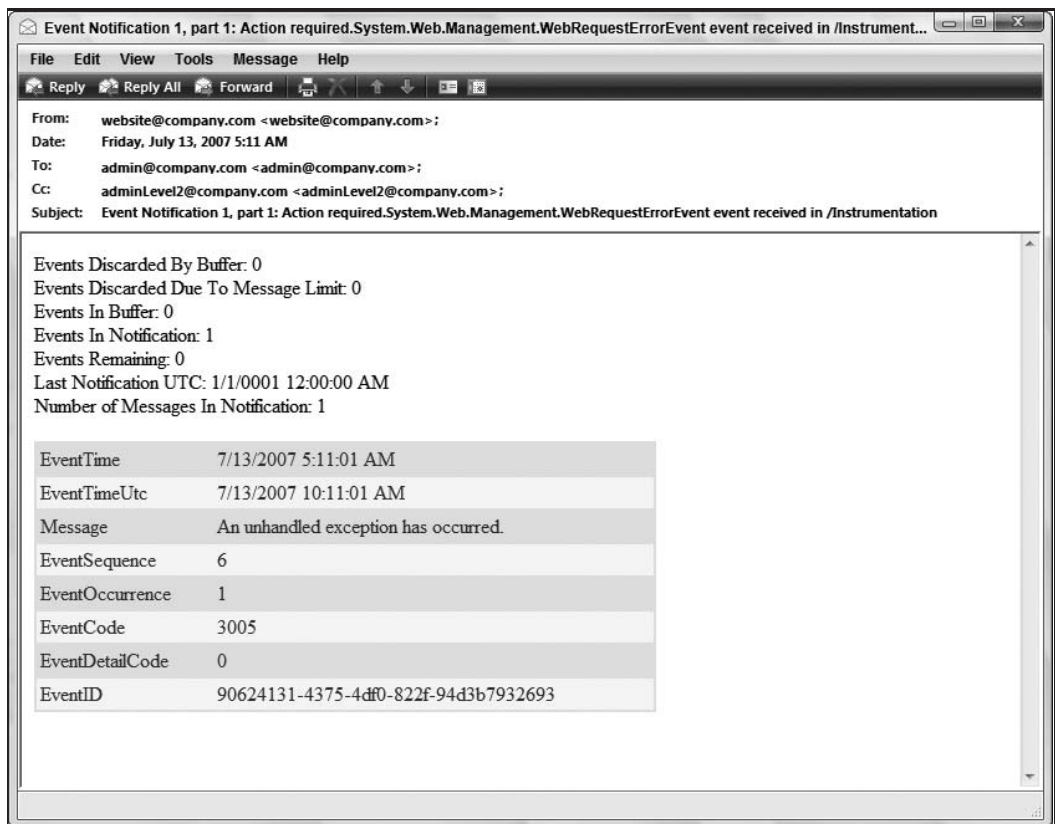 Event Notification 1, part 1: Action required.System.Web.Management.WebRequestErrorEvent event received in /Instrument...
File Edit View Tools Message Help
Reply Reply All Forward
From: website@company.com <website@company.com>;
Date: Friday, July 13, 2007 5:11 AM
To: admin@company.com <admin@company.com>;
Cc: adminLevel2@company.com <adminLevel2@company.com>;
Subject: Event Notification 1, part 1: Action required.System.Web.Management.WebRequestErrorEvent event received in /Instrumentation
Events Discarded By Buffer: 0
Events Discarded Due To Message Limit: 0
Events In Buffer: 0
Events In Notification: 1
Events Remaining: 0
Last Notification UTC: 1/1/0001 12:00:00 AM
Number of Messages In Notification: 1
EventTime 7/13/2007 5:11:01 AM
EventTimeUtc 7/13/2007 10:11:01 AM
Message An unhandled exception has occurred.
EventSequence 6
EventOccurrence 1
EventCode 3005
EventDetailCode 0
EventID 90624131-4375-4df0-822f-94d3b7932693